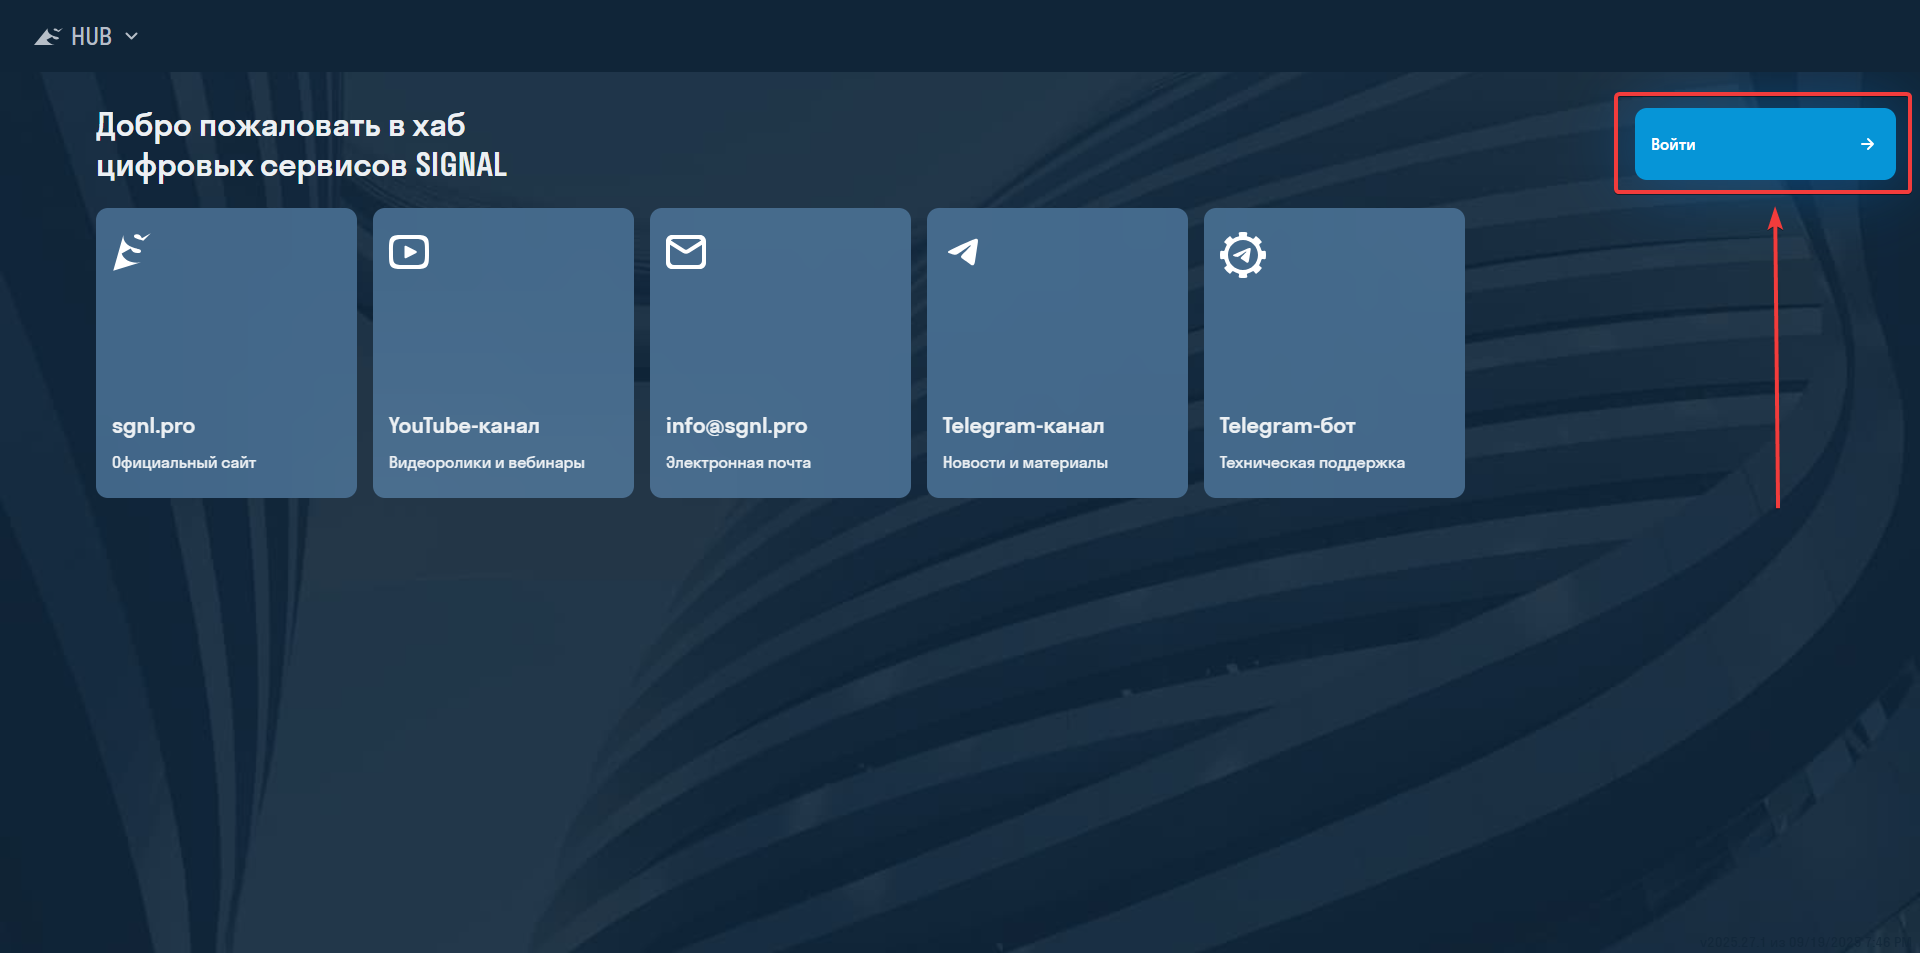 HUB
Добро пожаловать в хаб
цифровых сервисов SIGNAL
Войти
sgnl.pro
Официальный сайт
YouTube-канал
Видеоролики и вебинары
info@sgnl.pro
Электронная почта
Telegram-канал
Новости и материалы
Telegram-бот
Техническая поддержка